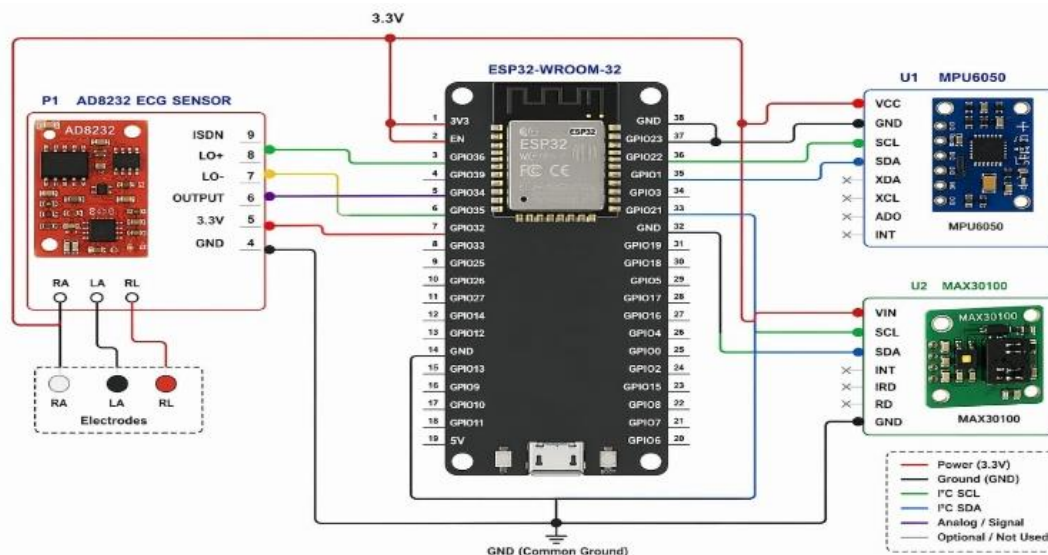 3.3V
ESP32-WROOM-32
P1 AD8232 ECG SENSOR
AD8232
ISDN 9
LO+ 8
LO- 7
OUTPUT 6
3.3V 5
GND 4
RA LA RL
RA LA RL
Electrodes
ESP32
ESP32
FCC CE
1 3V3
2 EN
3 GPIO36
4 GPIO39
5 GPIO34
6 GPIO35
7 GPIO32
8 GPIO33
9 GPIO25
10 GPIO26
11 GPIO27
12 GPIO14
13 GPIO12
14 GND
15 GPIO13
16 GPIO9
17 GPIO10
18 GPIO11
19 5V
GND 38
GPIO23 37
GPIO22 36
GPIO1 35
GPIO3 34
GPIO21 33
GND 32
GPIO19 31
GPIO18 30
GPIO5 29
GPIO17 28
GPIO16 27
GPIO4 26
GPIO0 25
GPIO2 24
GPIO15 23
GPIO8 22
GPIO7 21
GPIO6 20
U1 MPU6050
VCC
GND
SCL
SDA
XDA
XCL
ADO
INT
MPU6050
U2 MAX30100
VIN
SCL
SDA
INT
IRD
RD
GND
MAX30100
MAX30100
Power (3.3V)
Ground (GND)
I²C SCL
I²C SDA
Analog / Signal
Optional / Not Used
GND (Common Ground)